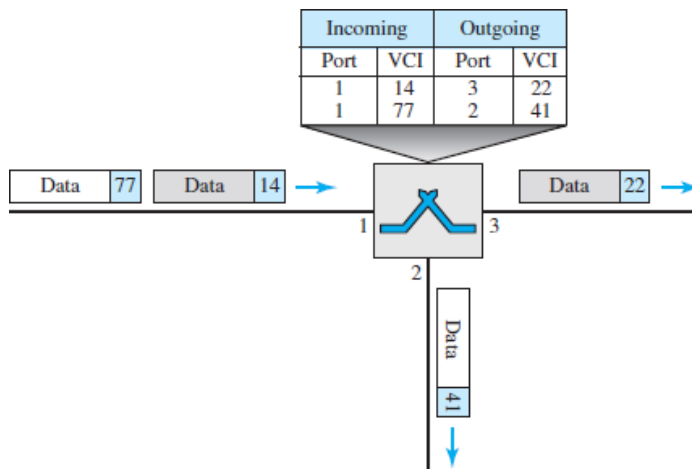 Incoming Outgoing
Port VCI Port VCI
1 14 3 22
1 77 2 41
Data 77 Data 14 Data 22
1 3
2
Data 41